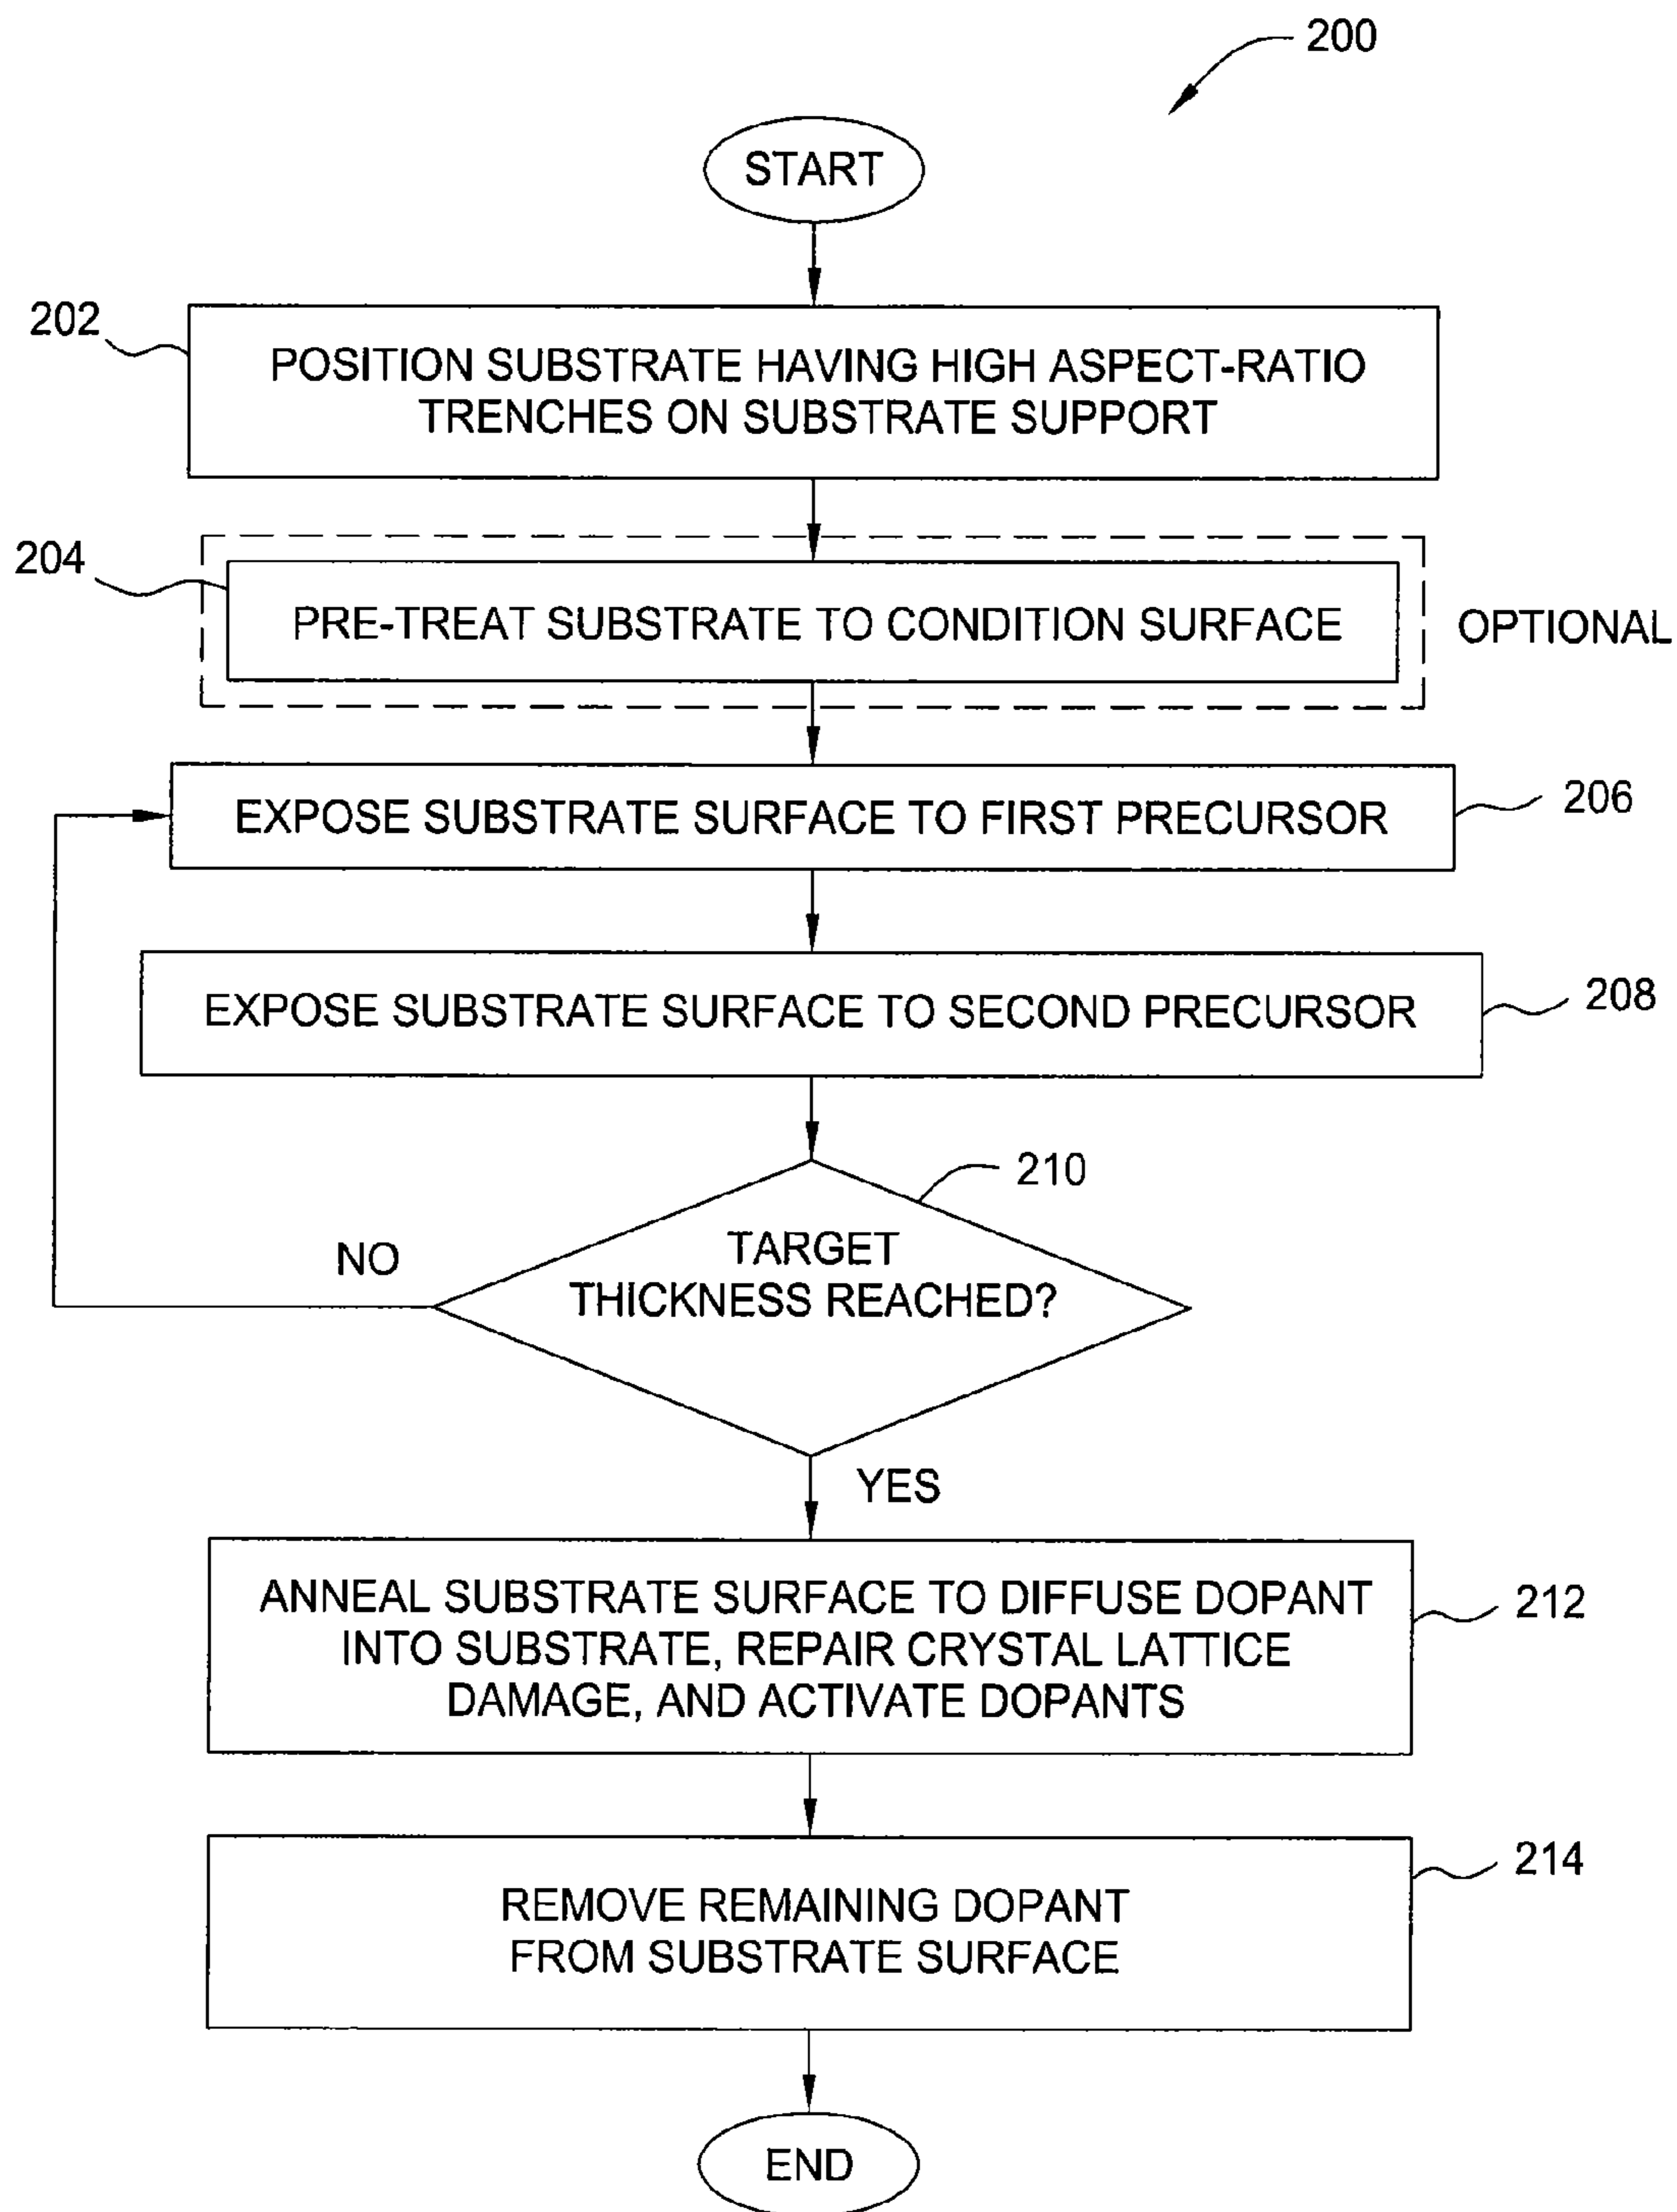 200
START
202
POSITION SUBSTRATE HAVING HIGH ASPECT-RATIO
TRENCHES ON SUBSTRATE SUPPORT
204
PRE-TREAT SUBSTRATE TO CONDITION SURFACE
OPTIONAL
EXPOSE SUBSTRATE SURFACE TO FIRST PRECURSOR
206
EXPOSE SUBSTRATE SURFACE TO SECOND PRECURSOR
208
210
TARGET
THICKNESS REACHED?
NO
YES
ANNEAL SUBSTRATE SURFACE TO DIFFUSE DOPANT
INTO SUBSTRATE, REPAIR CRYSTAL LATTICE
DAMAGE, AND ACTIVATE DOPANTS
212
REMOVE REMAINING DOPANT
FROM SUBSTRATE SURFACE
214
END